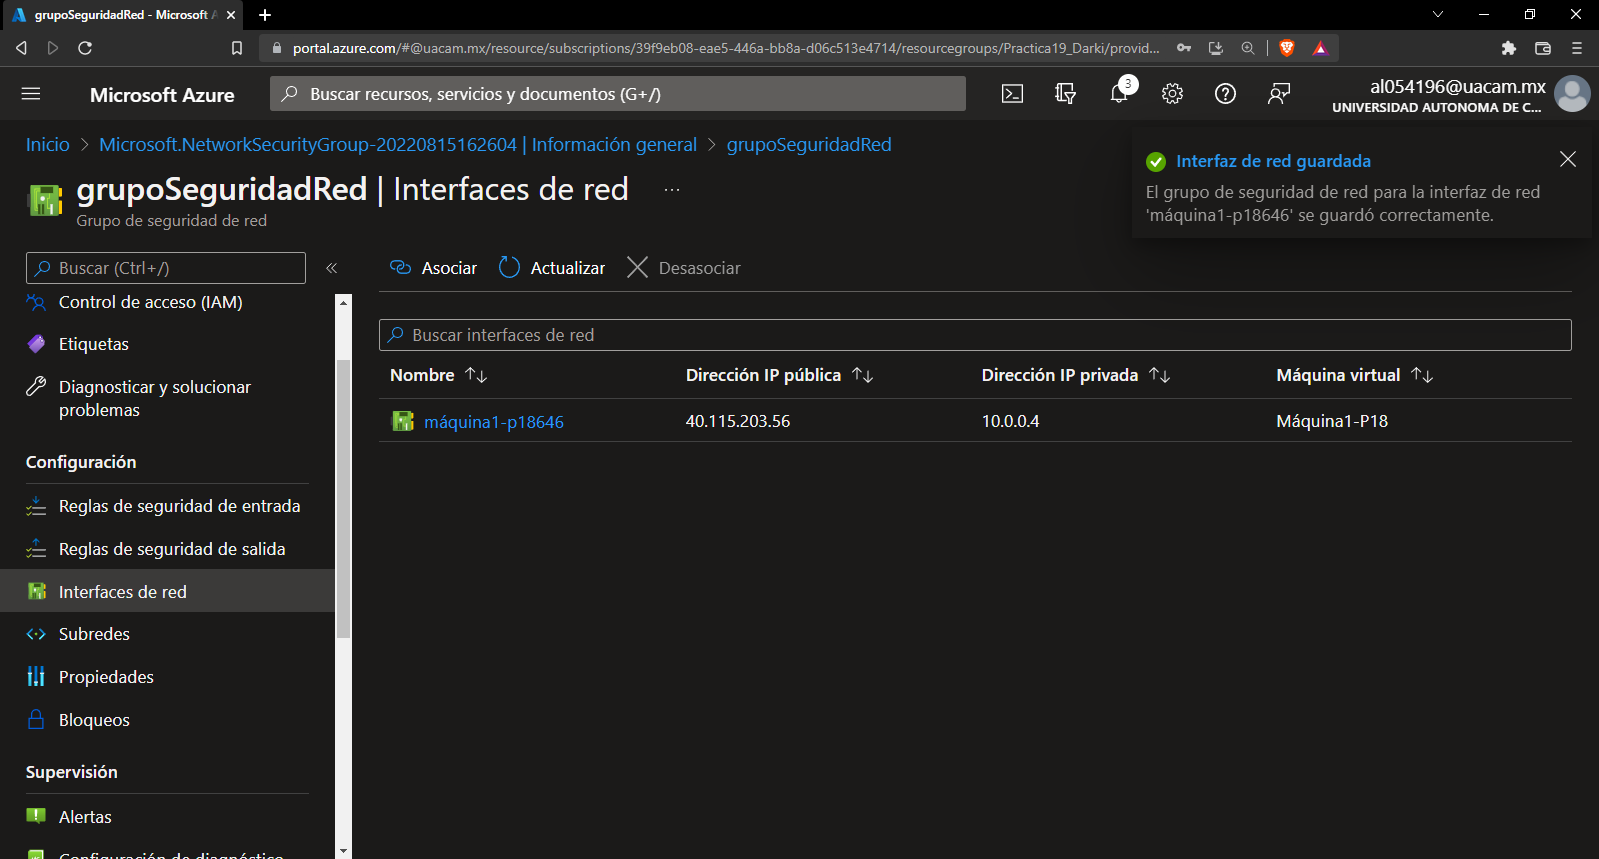 grupoSeguridadRed - Microsoft A
portal.azure.com/#@uacam.mx/resource/subscriptions/39f9eb08-eae5-446a-bb8a-d06c513e4714/resourcegroups/Practica19_Darki/provid...
Microsoft Azure
Buscar recursos, servicios y documentos (G+/)
3
al054196@uacam.mx
UNIVERSIDAD AUTONOMA DE C...
Inicio > Microsoft.NetworkSecurityGroup-20220815162604 | Información general > grupoSeguridadRed
grupoSeguridadRed | Interfaces de red ...
Grupo de seguridad de red
Interfaz de red guardada
El grupo de seguridad de red para la interfaz de red
'máquina1-p18646' se guardó correctamente.
Buscar (Ctrl+/)
«
Control de acceso (IAM)
Etiquetas
Diagnosticar y solucionar
problemas
Configuración
Reglas de seguridad de entrada
Reglas de seguridad de salida
Interfaces de red
Subredes
Propiedades
Bloqueos
Supervisión
Alertas
Configuración de diagnóstico
Asociar Actualizar Desasociar
Buscar interfaces de red
Nombre Dirección IP pública Dirección IP privada Máquina virtual
máquina1-p18646 40.115.203.56 10.0.0.4 Máquina1-P18